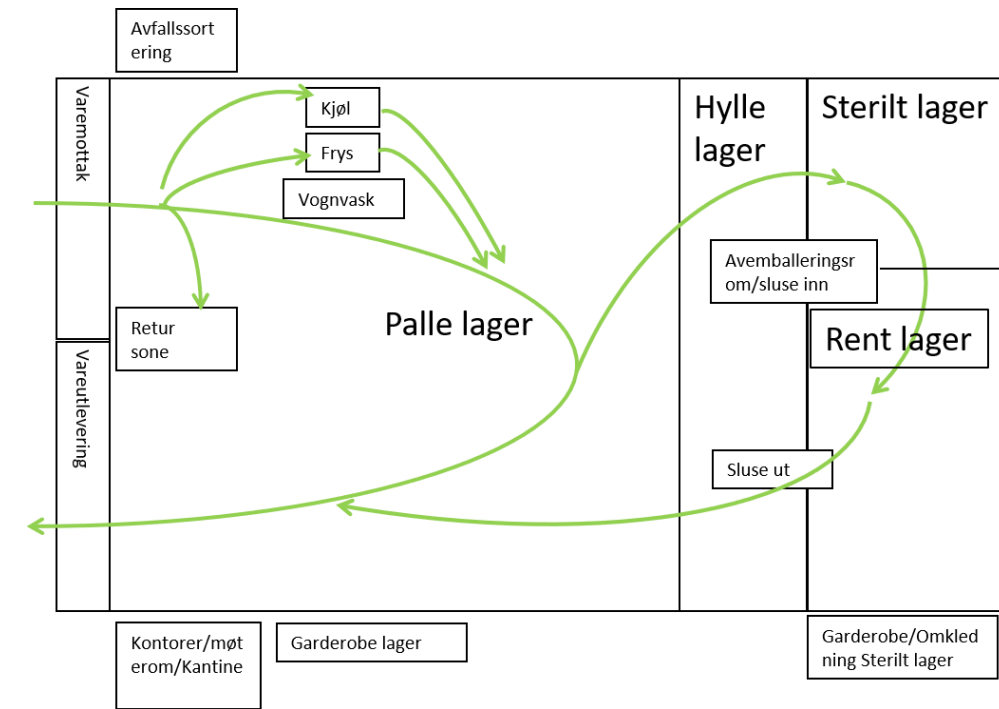 Avfallssort
ering
Varemottak
Kjøl
Frys
Vognvask
Hylle
lager
Sterilt lager
Avemballeringsr
om/sluse inn
Retur
sone
Palle lager
Rent lager
Vareutlevering
Sluse ut
Kontorer/møt
erom/Kantine
Garderobe lager
Garderobe/Omkled
ning Sterilt lager